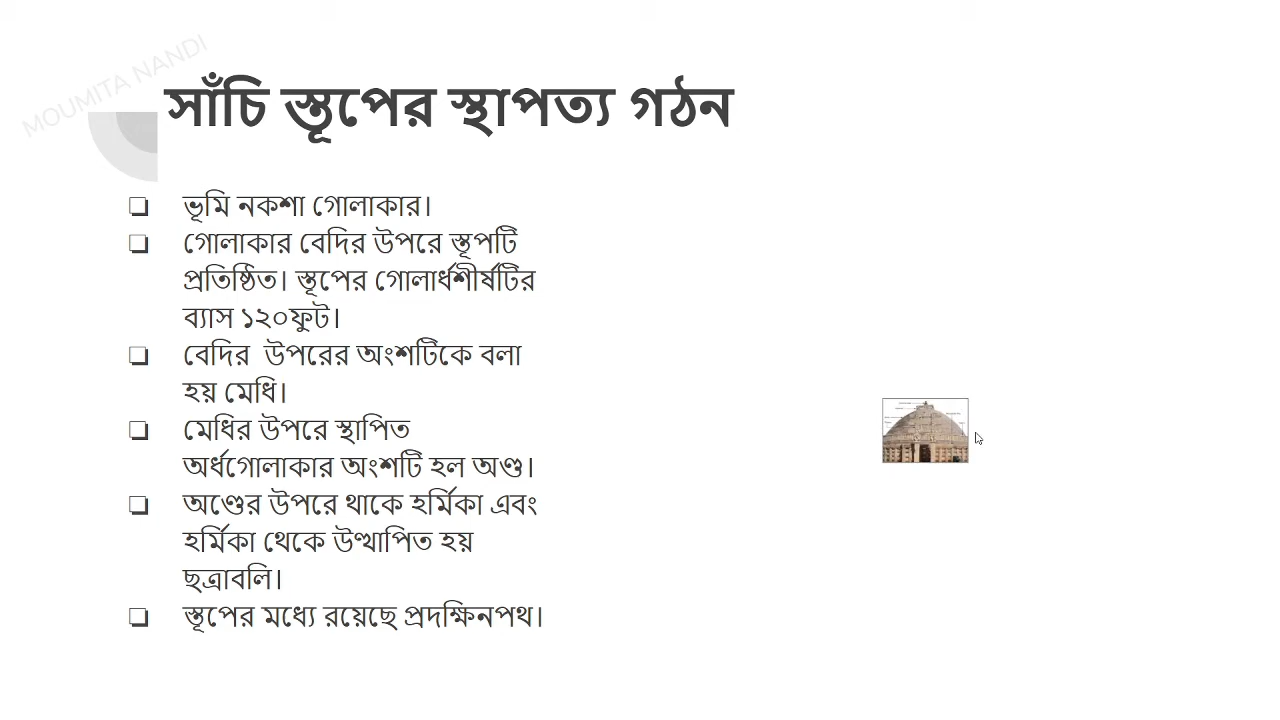 MOUMITA NANDI
সাঁচি স্তূপের স্থাপত্য গঠন
❏ ভূমি নকশা গোলাকার।
❏ গোলাকার বেদির উপরে স্তূপটি
প্রতিষ্ঠিত। স্তূপের গোলার্ধশীর্ষটির
ব্যাস ১২০ফুট।
❏ বেদির উপরের অংশটিকে বলা
হয় মেধি।
❏ মেধির উপরে স্থাপিত
অর্ধগোলাকার অংশটি হল অণ্ড।
❏ অণ্ডের উপরে থাকে হর্মিকা এবং
হর্মিকা থেকে উত্থাপিত হয়
ছত্রাবলি।
❏ স্তূপের মধ্যে রয়েছে প্রদক্ষিনপথ।